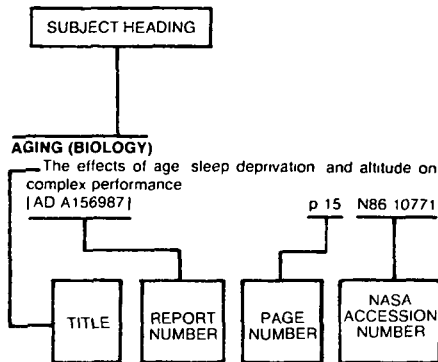 SUBJECT HEADING
AGING (BIOLOGY)
The effects of age sleep deprivation and altitude on
complex performance
[AD A156987] p 15 N86 10771
TITLE
REPORT
NUMBER
PAGE
NUMBER
NASA
ACCESSION
NUMBER